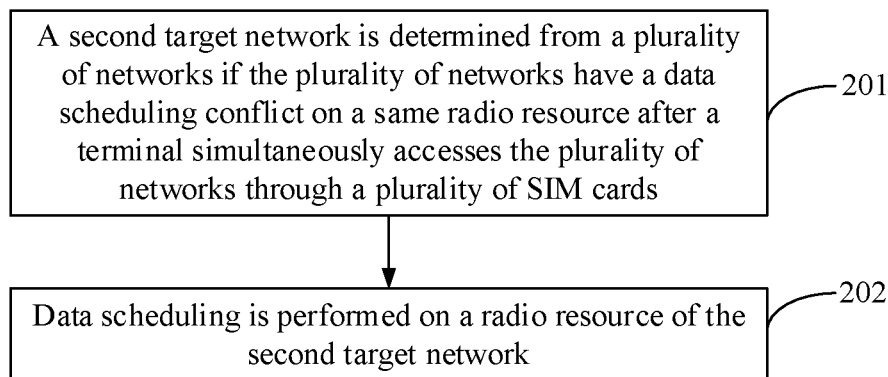 A second target network is determined from a plurality
of networks if the plurality of networks have a data
scheduling conflict on a same radio resource after a
terminal simultaneously accesses the plurality of
networks through a plurality of SIM cards
201
Data scheduling is performed on a radio resource of the
second target network
202